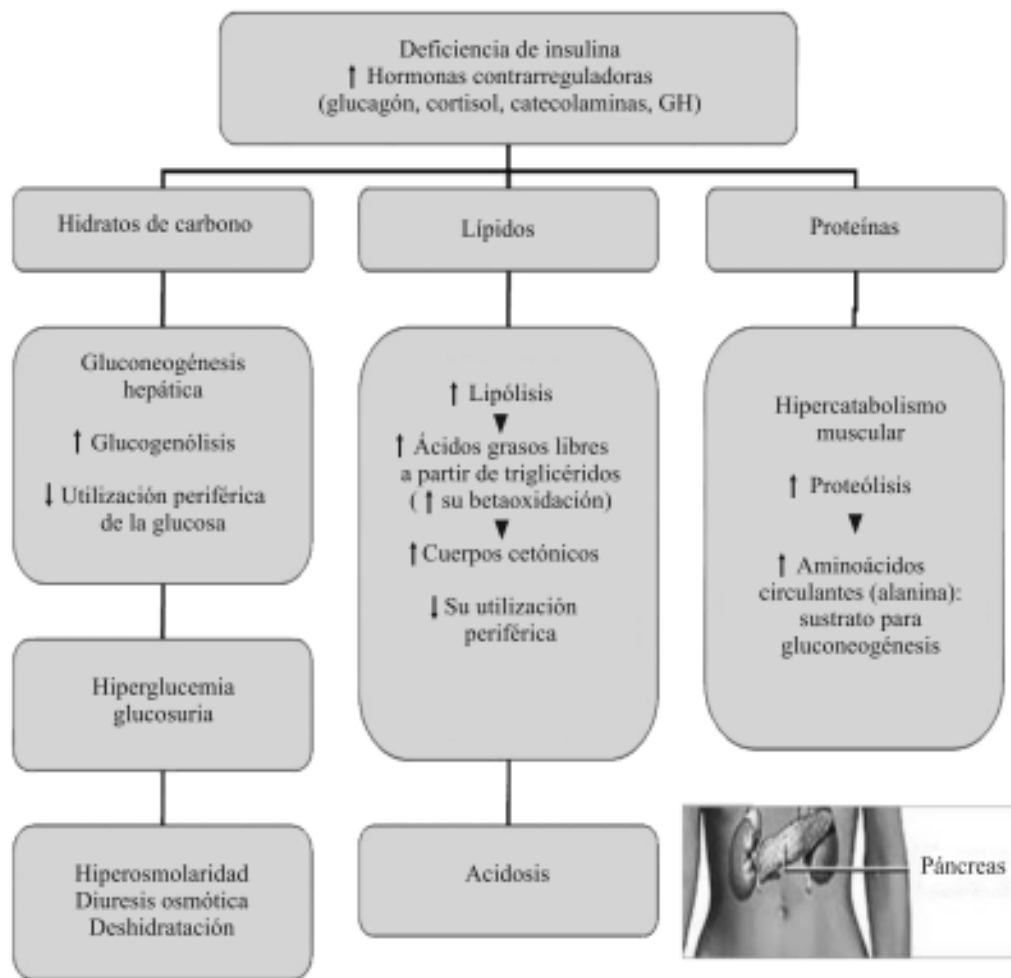 Deficiencia de insulina
↑ Hormonas contrarreguladoras
(glucagón, cortisol, catecolaminas, GH)
Hidratos de carbono
Lípidos
Proteínas
Gluconeogénesis
hepática
↑ Glucogenólisis
↓ Utilización periférica
de la glucosa
↑ Lipólisis
↑ Ácidos grasos libres
a partir de triglicéridos
( ↑ su betaoxidación)
↑ Cuerpos cetónicos
↓ Su utilización
periférica
Hipercatabolismo
muscular
↑ Proteólisis
↑ Aminoácidos
circulantes (alanina):
sustrato para
gluconeogénesis
Hiperglucemia
glucosuria
Hiperosmolaridad
Diuresis osmótica
Deshidratación
Acidosis
Páncreas